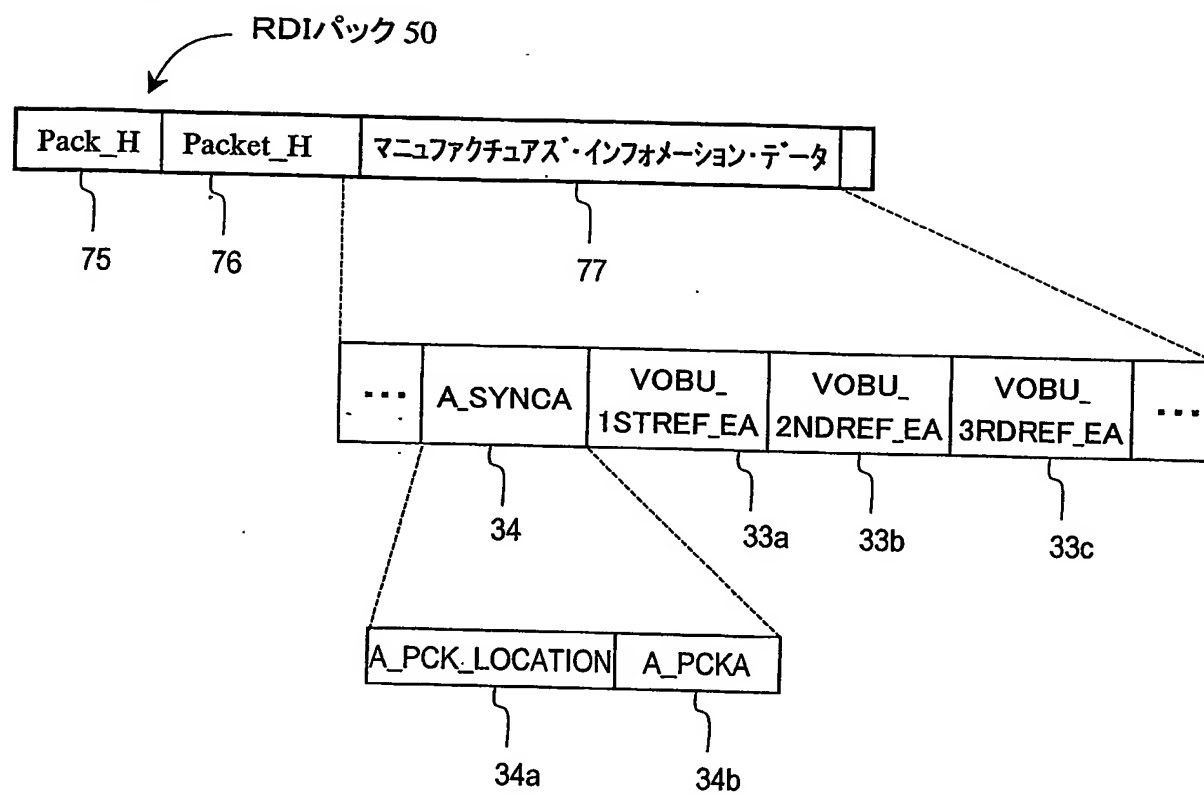 RDIパック 50
Pack_H Packet_H マニュファクチュアズ・インフォメーション・データ
75 76 77
... A_SYNCA VOBU_ 1STREF_EA VOBU_ 2NDREF_EA VOBU_ 3RDREF_EA ...
34 33a 33b 33c
A_PCK_LOCATION A_PCKA
34a 34b